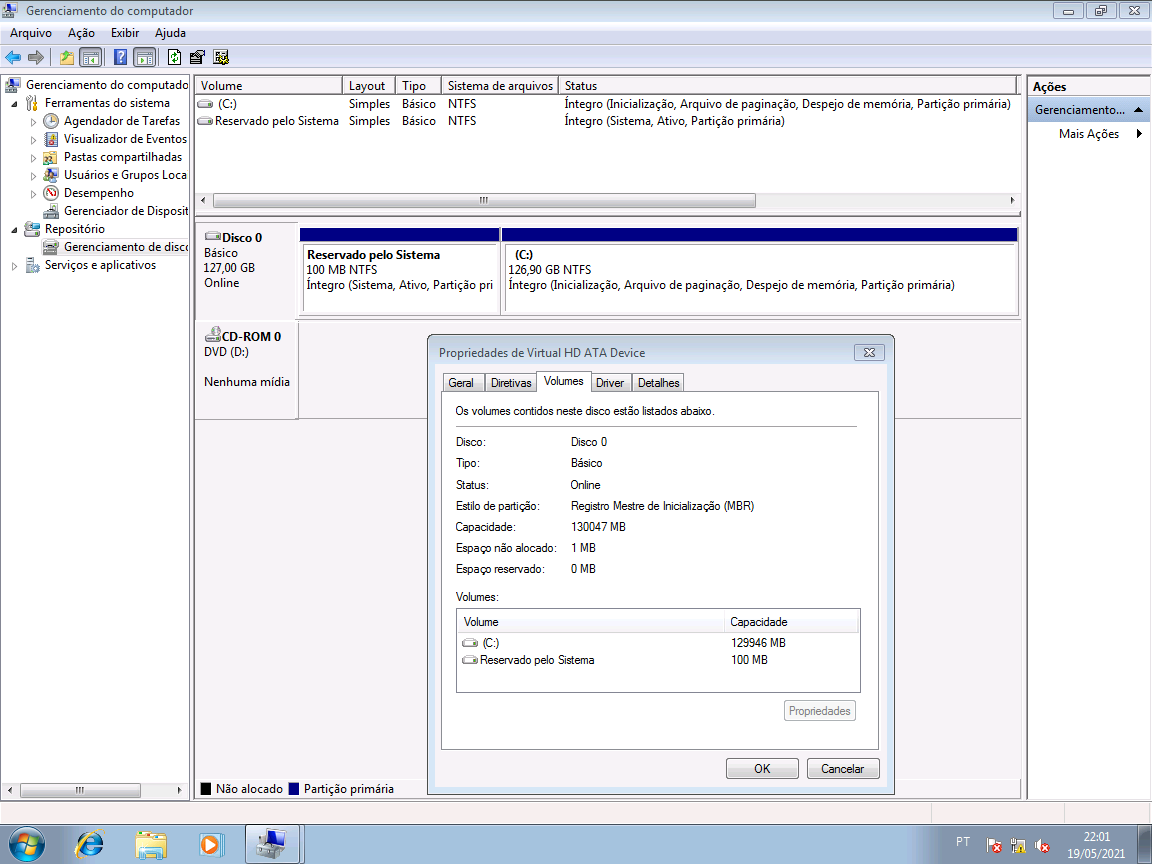 Gerenciamento do computador
Arquivo Ação Exibir Ajuda
Gerenciamento do computado
Ferramentas do sistema
Agendador de Tarefas
Visualizador de Eventos
Pastas compartilhadas
Usuários e Grupos Loca
Desempenho
Gerenciador de Disposit
Repositório
Gerenciamento de disco
Serviços e aplicativos
Volume Layout Tipo Sistema de arquivos Status
(C:) Simples Básico NTFS Íntegro (Inicialização, Arquivo de paginação, Despejo de memória, Partição primária)
Reservado pelo Sistema Simples Básico NTFS Íntegro (Sistema, Ativo, Partição primária)
Disco 0
Básico
127,00 GB
Online
Reservado pelo Sistema
100 MB NTFS
Íntegro (Sistema, Ativo, Partição pri
(C:)
126,90 GB NTFS
Íntegro (Inicialização, Arquivo de paginação, Despejo de memória, Partição primária)
CD-ROM 0
DVD (D:)
Nenhuma mídia
Não alocado Partição primária
Ações
Gerenciamento...
Mais Ações
Propriedades de Virtual HD ATA Device
Geral Diretivas Volumes Driver Detalhes
Os volumes contidos neste disco estão listados abaixo.
Disco: Disco 0
Tipo: Básico
Status: Online
Estilo de partição: Registro Mestre de Inicialização (MBR)
Capacidade: 130047 MB
Espaço não alocado: 1 MB
Espaço reservado: 0 MB
Volumes:
Volume Capacidade
(C:) 129946 MB
Reservado pelo Sistema 100 MB
Propriedades
OK Cancelar
PT
22:01
19/05/2021